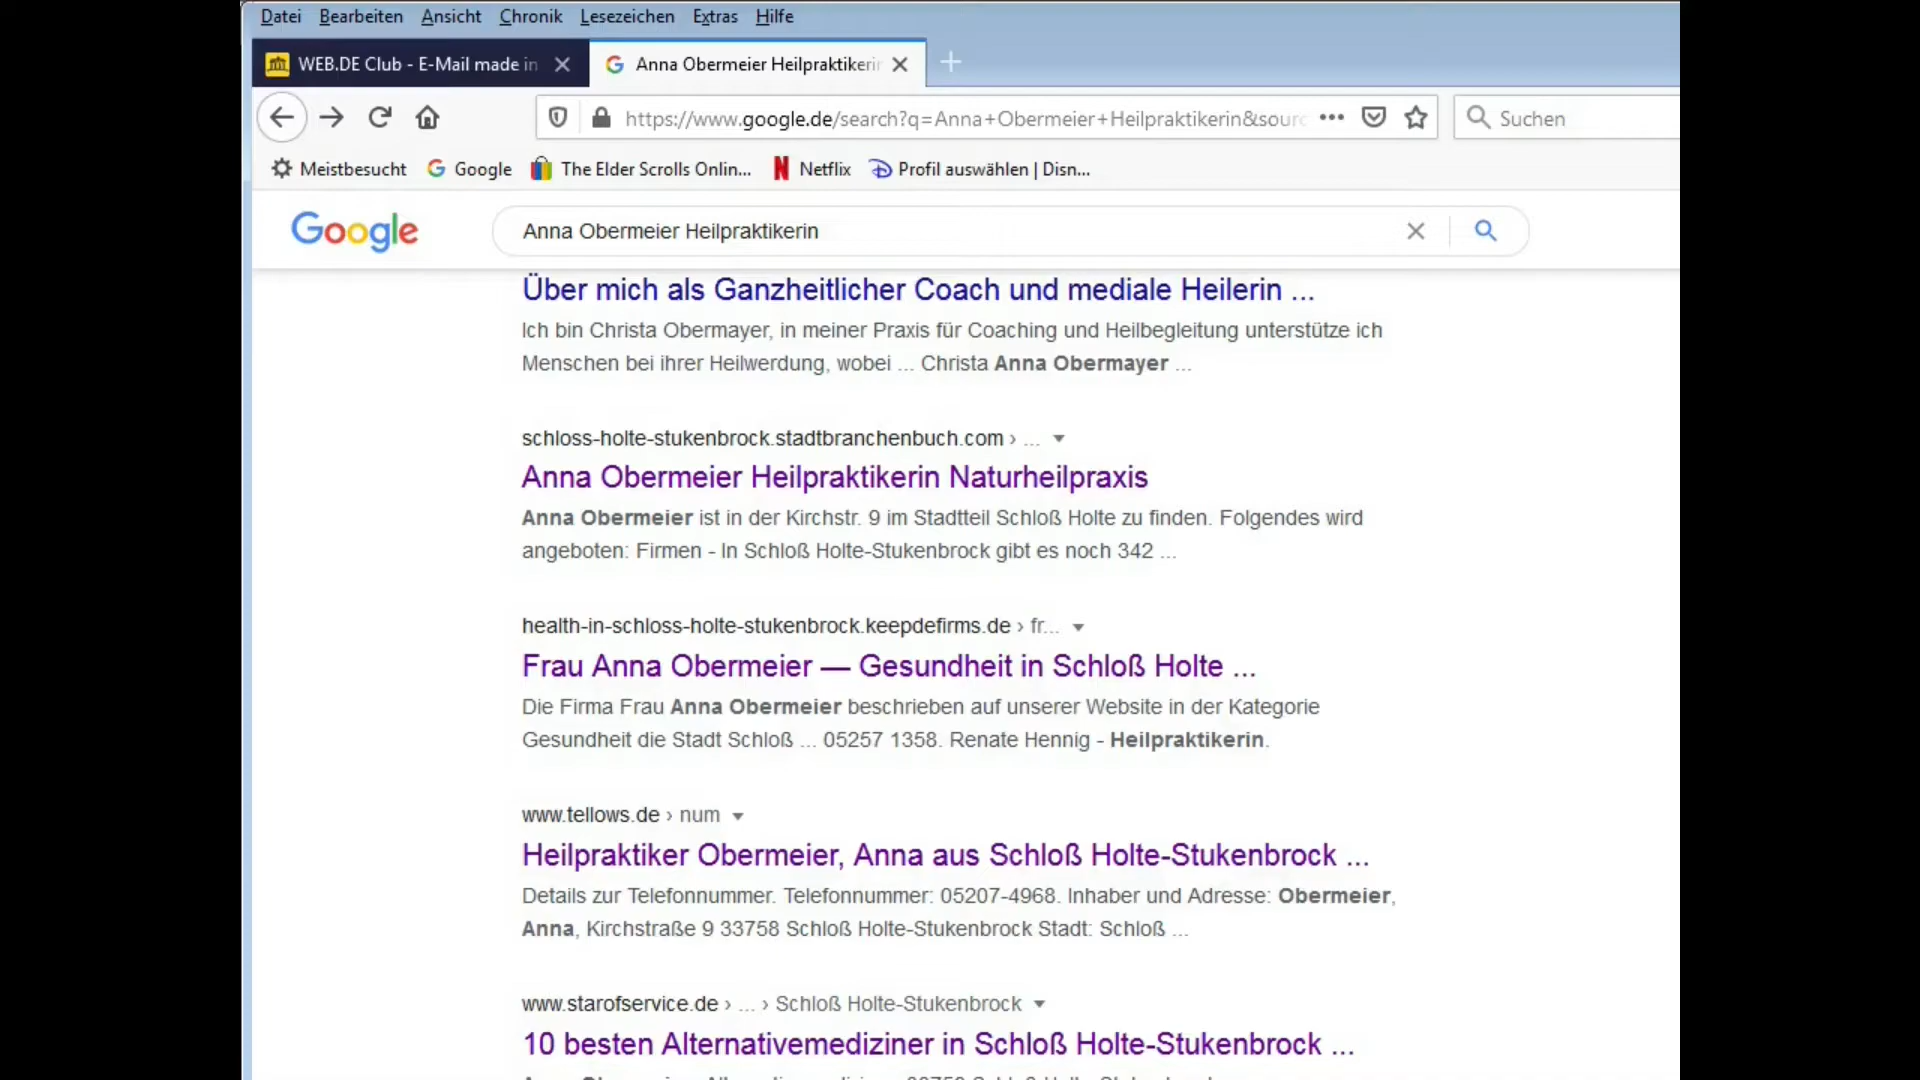 Datei Bearbeiten Ansicht Chronik Lesezeichen Extras Hilfe
WEB.DE Club - E-Mail made in
Anna Obermeier Heilpraktikerin
https://www.google.de/search?q=Anna+Obermeier+Heilpraktikerin&sourc
Suchen
Meistbesucht Google The Elder Scrolls Onlin... Netflix Profil auswählen | Disn...
Google
Anna Obermeier Heilpraktikerin
Über mich als Ganzheitlicher Coach und mediale Heilerin ...
Ich bin Christa Obermayer, in meiner Praxis für Coaching und Heilbegleitung unterstütze ich
Menschen bei ihrer Heilwerdung, wobei ... Christa Anna Obermayer ...
schloss-holte-stukenbrock.stadtbranchenbuch.com › ...
Anna Obermeier Heilpraktikerin Naturheilpraxis
Anna Obermeier ist in der Kirchstr. 9 im Stadtteil Schloß Holte zu finden. Folgendes wird
angeboten: Firmen - In Schloß Holte-Stukenbrock gibt es noch 342 ...
health-in-schloss-holte-stukenbrock.keepdefirms.de › fr...
Frau Anna Obermeier — Gesundheit in Schloß Holte ...
Die Firma Frau Anna Obermeier beschrieben auf unserer Website in der Kategorie
Gesundheit die Stadt Schloß ... 05257 1358. Renate Hennig - Heilpraktikerin.
www.tellows.de › num
Heilpraktiker Obermeier, Anna aus Schloß Holte-Stukenbrock ...
Details zur Telefonnummer. Telefonnummer: 05207-4968. Inhaber und Adresse: Obermeier,
Anna, Kirchstraße 9 33758 Schloß Holte-Stukenbrock Stadt: Schloß ...
www.starofservice.de › ... › Schloß Holte-Stukenbrock
10 besten Alternativemediziner in Schloß Holte-Stukenbrock ...